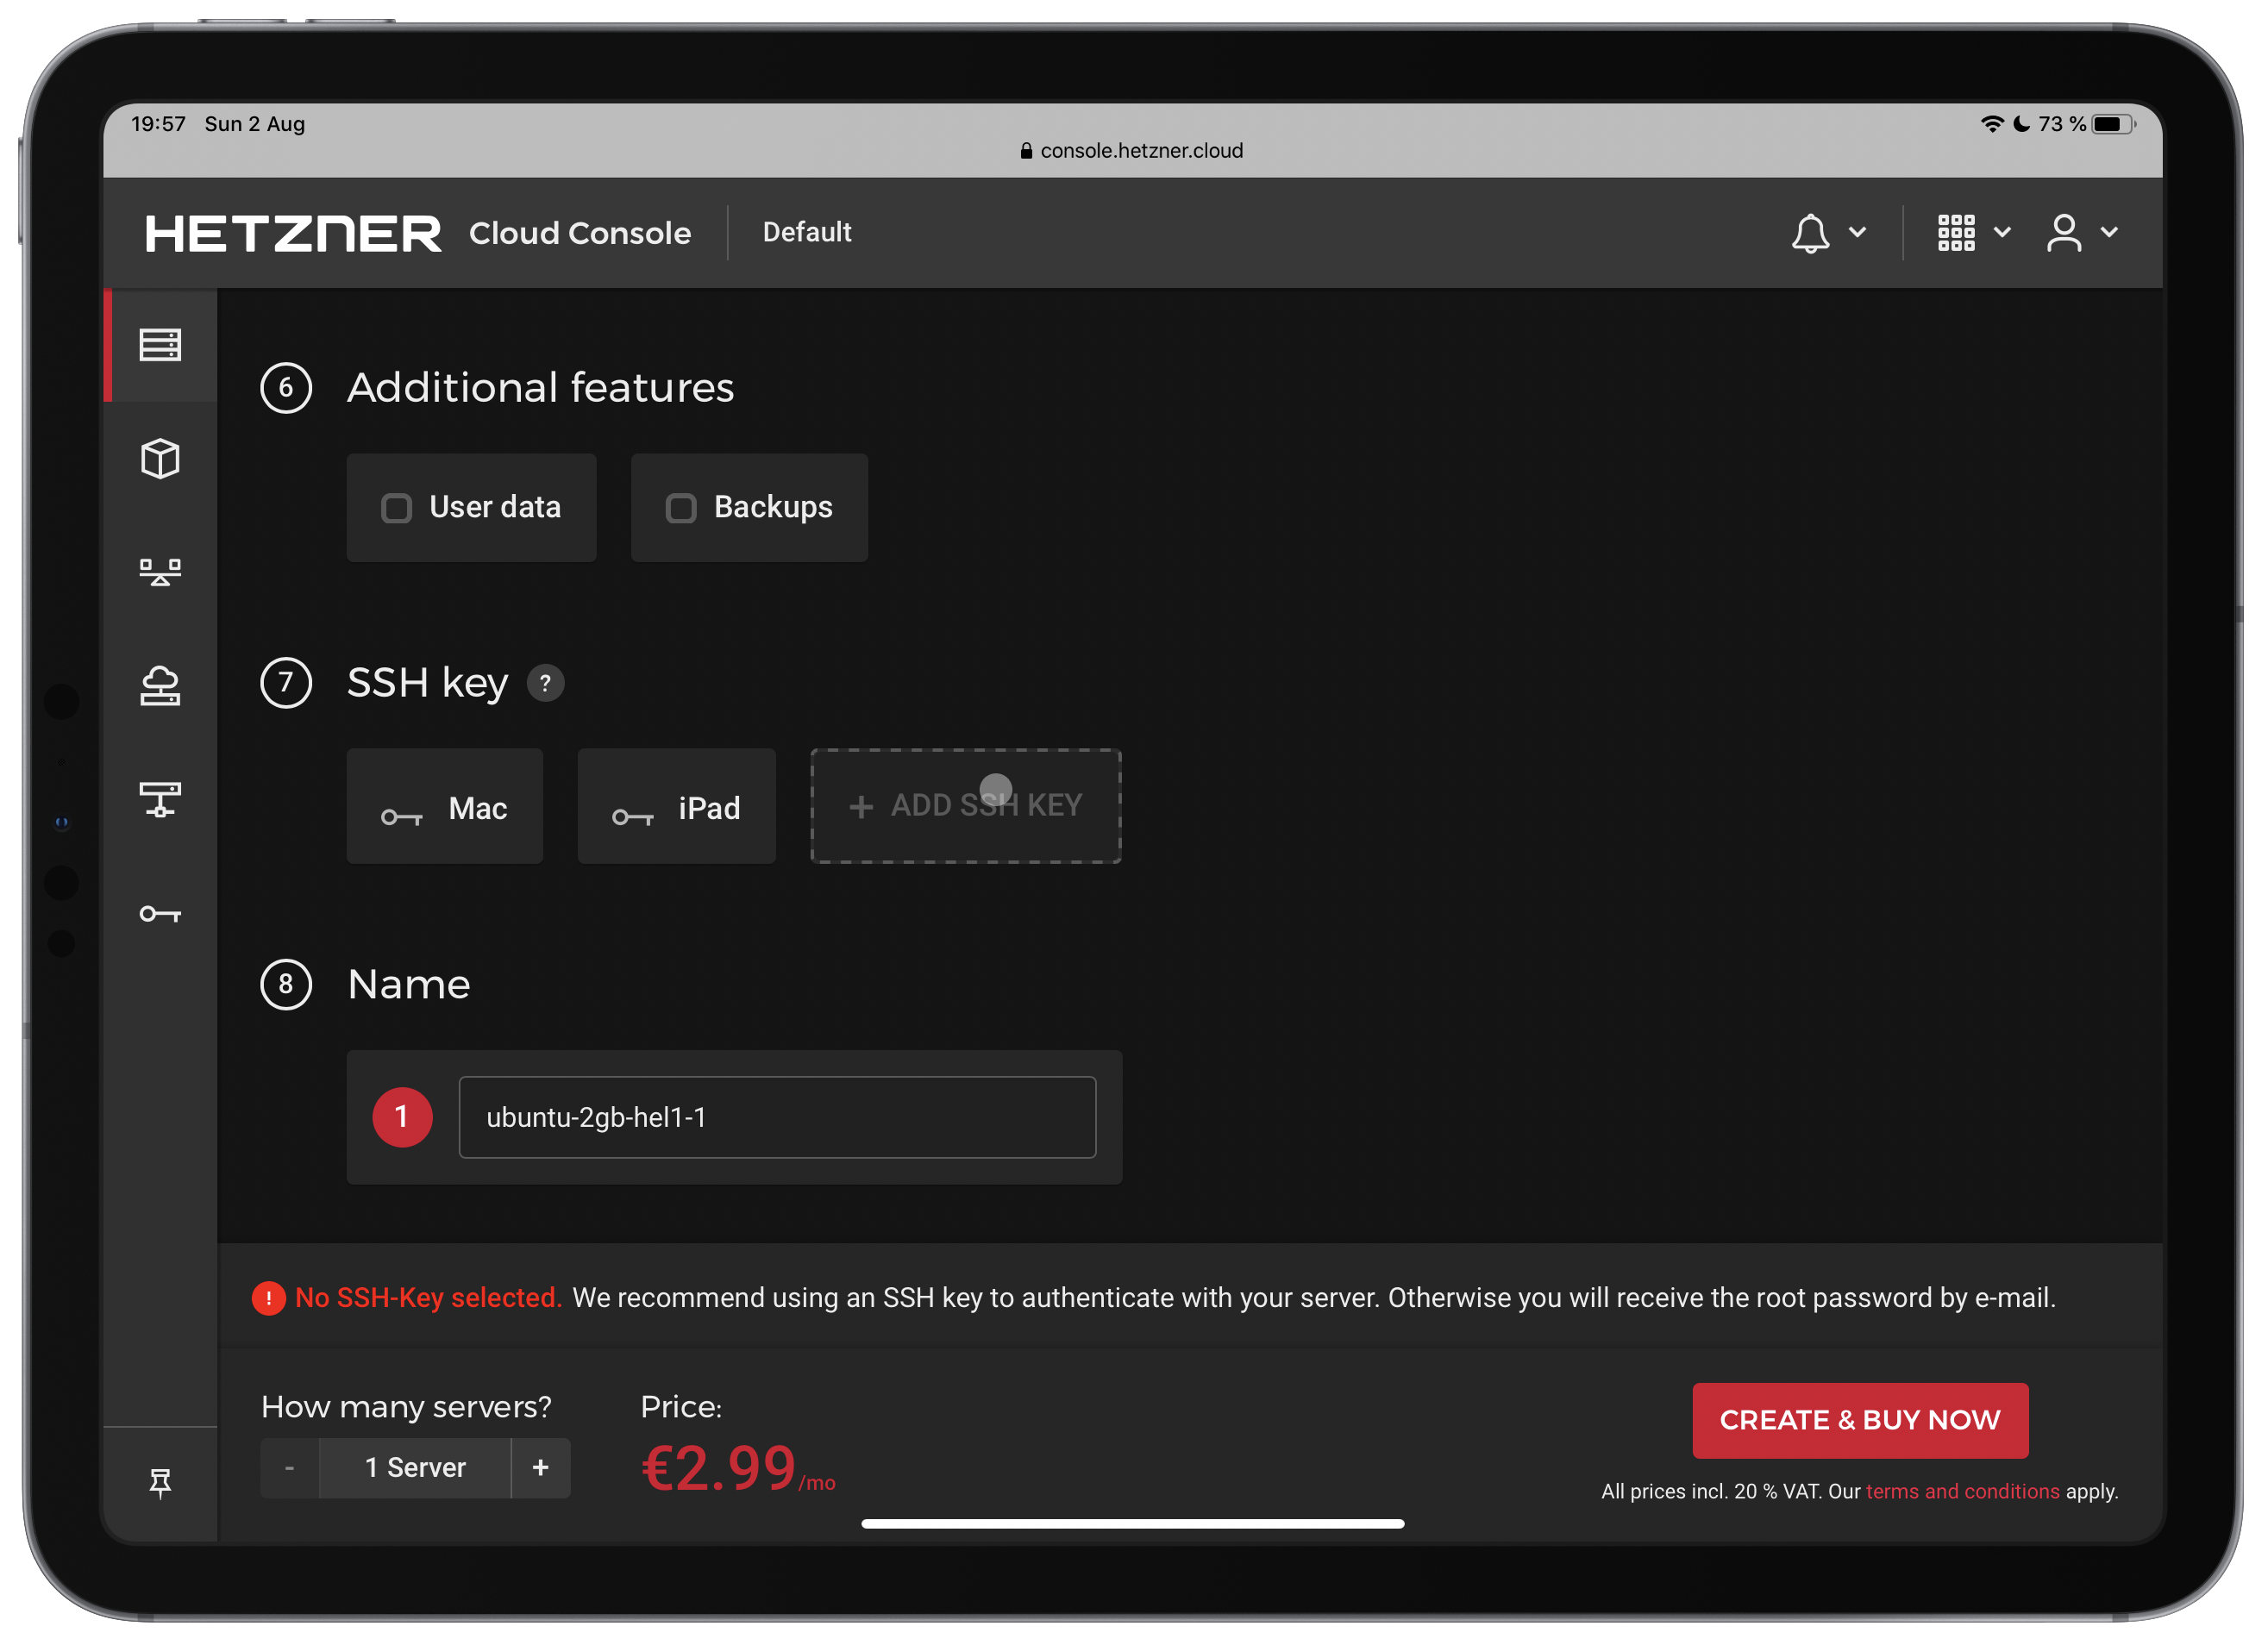 19:57 Sun 2 Aug
73 %
console.hetzner.cloud
HETZNER Cloud Console Default
6 Additional features
User data Backups
7 SSH key ?
Mac iPad + ADD SSH KEY
8 Name
1 ubuntu-2gb-hel1-1
! No SSH-Key selected. We recommend using an SSH key to authenticate with your server. Otherwise you will receive the root password by e-mail.
How many servers? Price:
- 1 Server + €2.99/mo
CREATE & BUY NOW
All prices incl. 20 % VAT. Our terms and conditions apply.